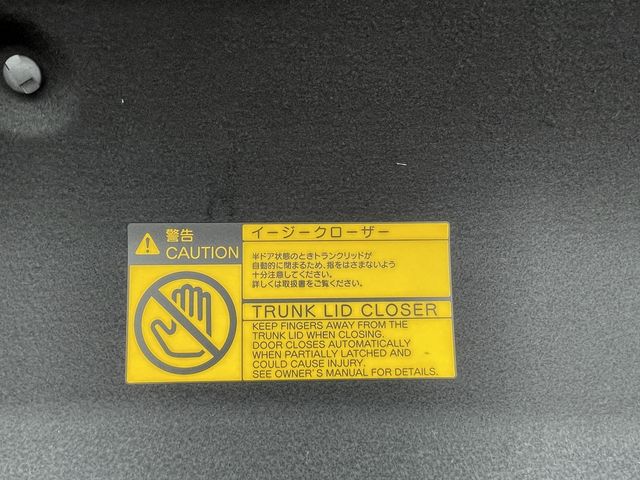 警告
CAUTION
イージークローザー
半ドア状態のときトランクリッドが
自動的に閉まるため、指をはさまないよう
十分注意してください。
詳しくは取扱書をご覧ください。
TRUNK LID CLOSER
KEEP FINGERS AWAY FROM THE
TRUNK LID WHEN CLOSING.
DOOR CLOSES AUTOMATICALLY
WHEN PARTIALLY LATCHED AND
COULD CAUSE INJURY.
SEE OWNER'S MANUAL FOR DETAILS.